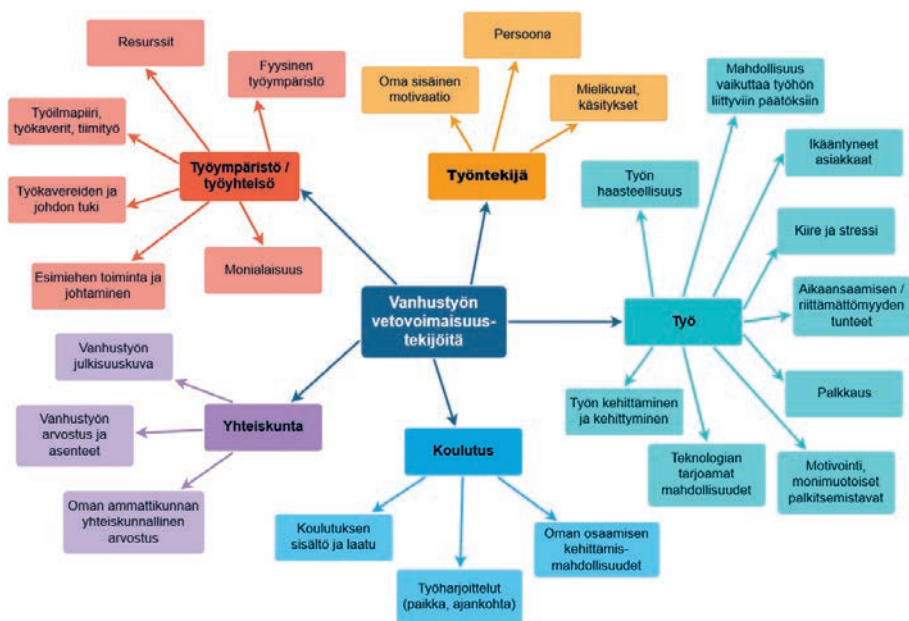 Vanhustyön
vetovoimaisuus-
tekijöitä
Työympäristö /
työyhteisö
Resurssit
Fyysinen
työympäristö
Työilmapiiri,
työkaverit, tiimityö
Työkavereiden ja
johdon tuki
Esimiehen toiminta ja
johtaminen
Monialaisuus
Työntekijä
Oma sisäinen
motivaatio
Persoona
Mielikuvat,
käsitykset
Työ
Työn
haasteellisuus
Mahdollisuus
vaikuttaa työhön
liittyviin päätöksiin
Ikääntyneet
asiakkaat
Kiire ja stressi
Aikaansaamisen /
riittämättömyyden
tunteet
Palkkaus
Motivointi,
monimuotoiset
palkitsemistavat
Teknologian
tarjoamat
mahdollisuudet
Työn kehittäminen
ja kehittyminen
Koulutus
Koulutuksen
sisältö ja laatu
Työharjoittelut
(paikka, ajankohta)
Oman osaamisen
kehittämis-
mahdollisuudet
Yhteiskunta
Vanhustyön
julkisuuskuva
Vanhustyön
arvostus ja
asenteet
Oman ammattikunnan
yhteiskunnallinen
arvostus